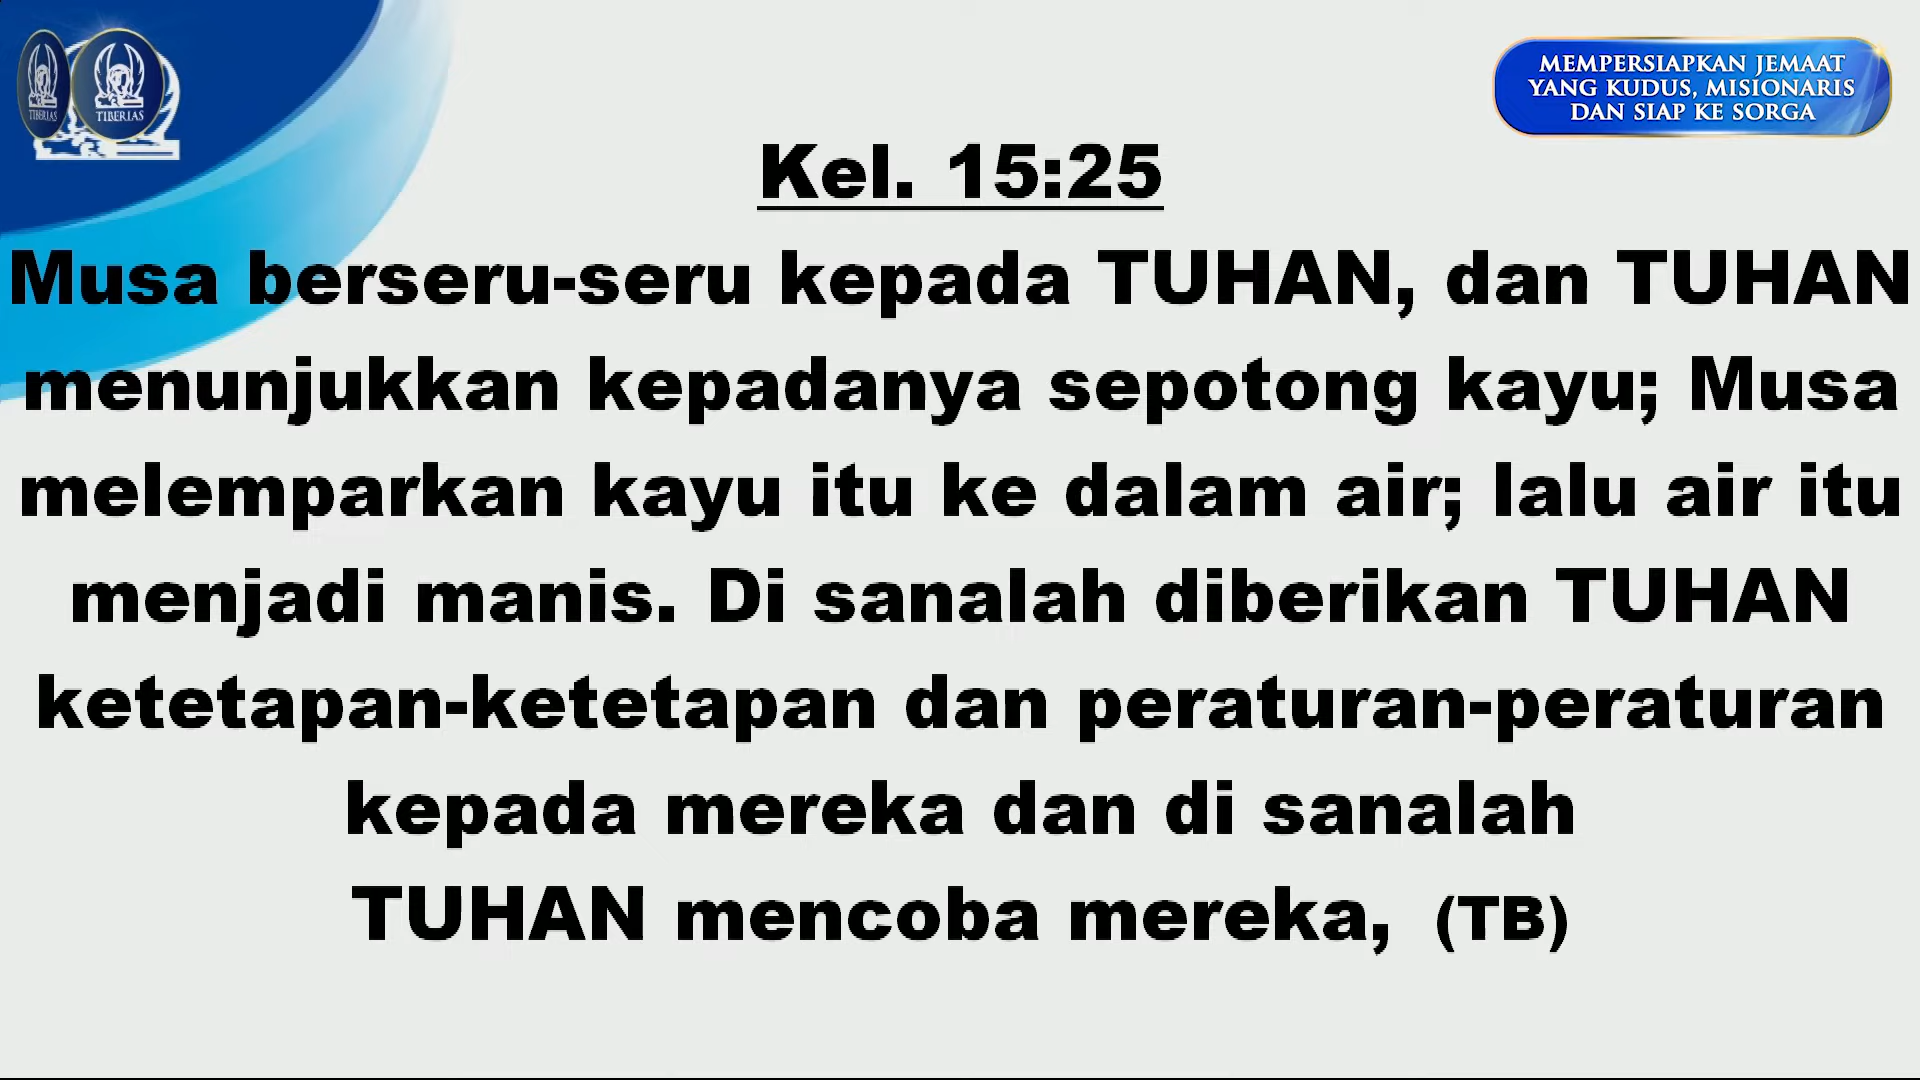 TIBERIAS
TIBERIAS
MEMPERSIAPKAN JEMAAT
YANG KUDUS, MISIONARIS
DAN SIAP KE SORGA
Kel. 15:25
Musa berseru-seru kepada TUHAN, dan TUHAN
menunjukkan kepadanya sepotong kayu; Musa
melemparkan kayu itu ke dalam air; lalu air itu
menjadi manis. Di sanalah diberikan TUHAN
ketetapan-ketetapan dan peraturan-peraturan
kepada mereka dan di sanalah
TUHAN mencoba mereka, (TB)